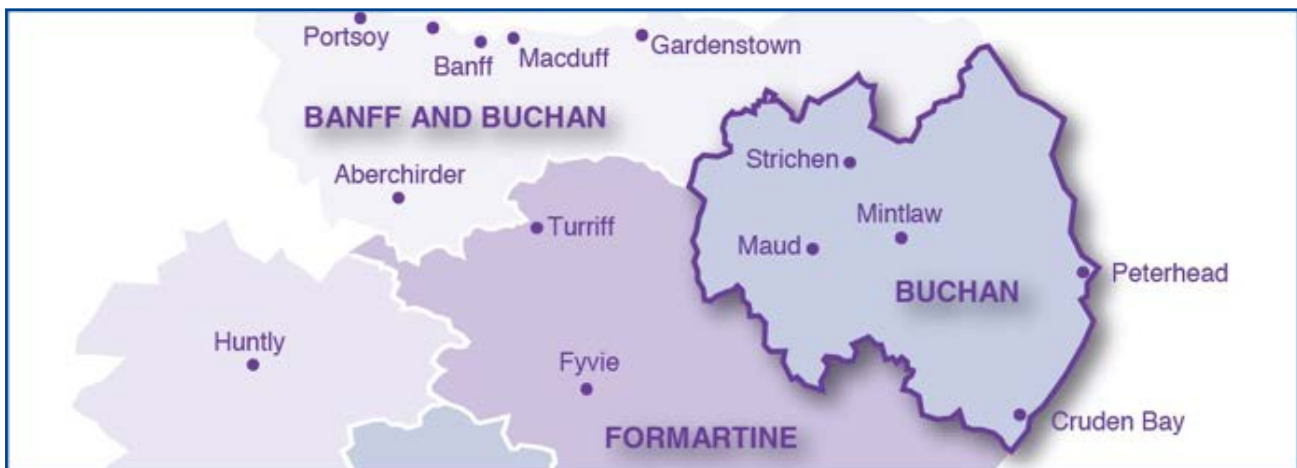 Portsoy
Banff
Macduff
Gardenstown
BANFF AND BUCHAN
Strichen
Aberchirder
Mintlaw
Turriff
Maud
Peterhead
BUCHAN
Huntly
Fyvie
Cruden Bay
FORMARTINE